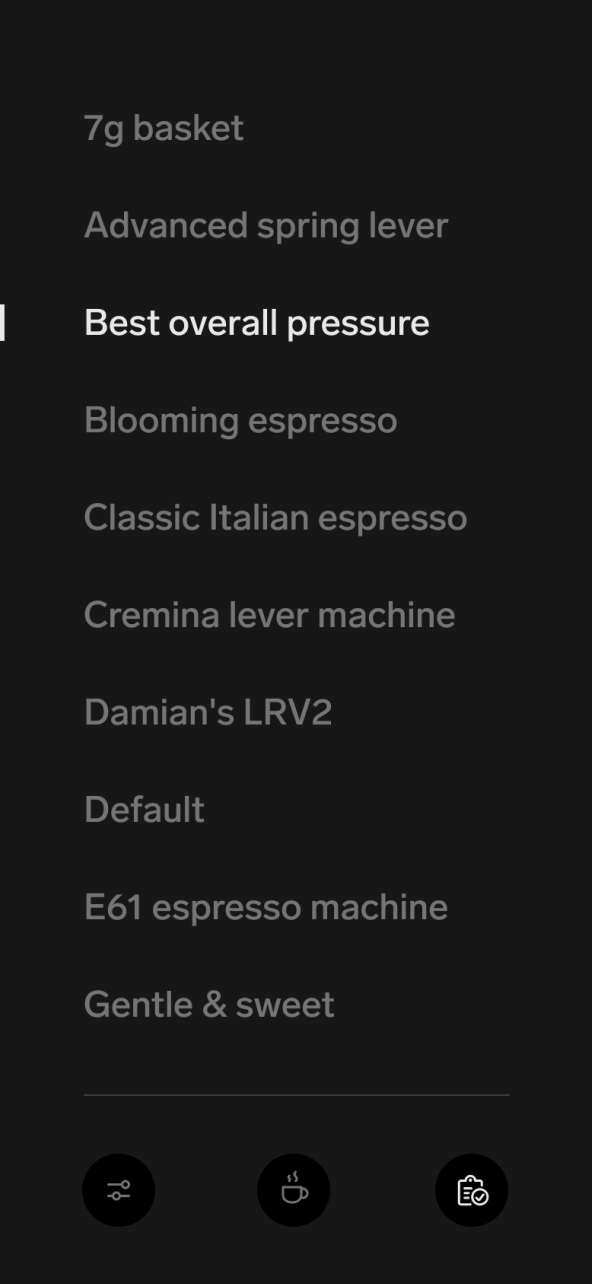 7g basket
Advanced spring lever
Best overall pressure
Blooming espresso
Classic Italian espresso
Cremina lever machine
Damian's LRV2
Default
E61 espresso machine
Gentle & sweet